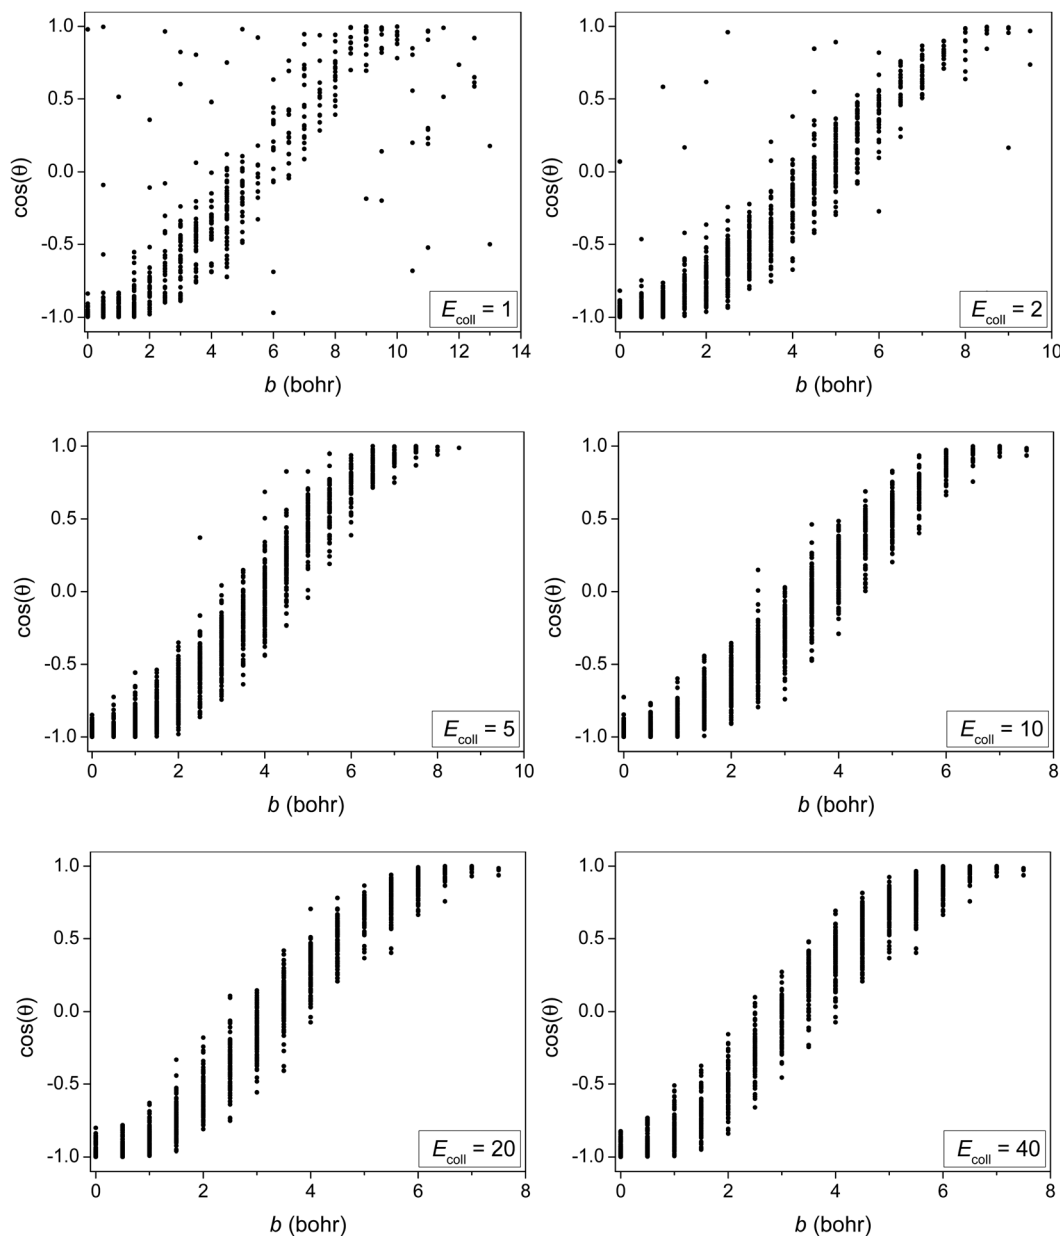 1.0
0.5
0.0
-0.5
-1.0
cos(θ)
E_coll = 1
0 2 4 6 8 10 12 14
b (bohr)
1.0
0.5
0.0
-0.5
-1.0
cos(θ)
E_coll = 2
0 2 4 6 8 10
b (bohr)
1.0
0.5
0.0
-0.5
-1.0
cos(θ)
E_coll = 5
0 2 4 6 8 10
b (bohr)
1.0
0.5
0.0
-0.5
-1.0
cos(θ)
E_coll = 10
0 2 4 6 8
b (bohr)
1.0
0.5
0.0
-0.5
-1.0
cos(θ)
E_coll = 20
0 2 4 6 8
b (bohr)
1.0
0.5
0.0
-0.5
-1.0
cos(θ)
E_coll = 40
0 2 4 6 8
b (bohr)